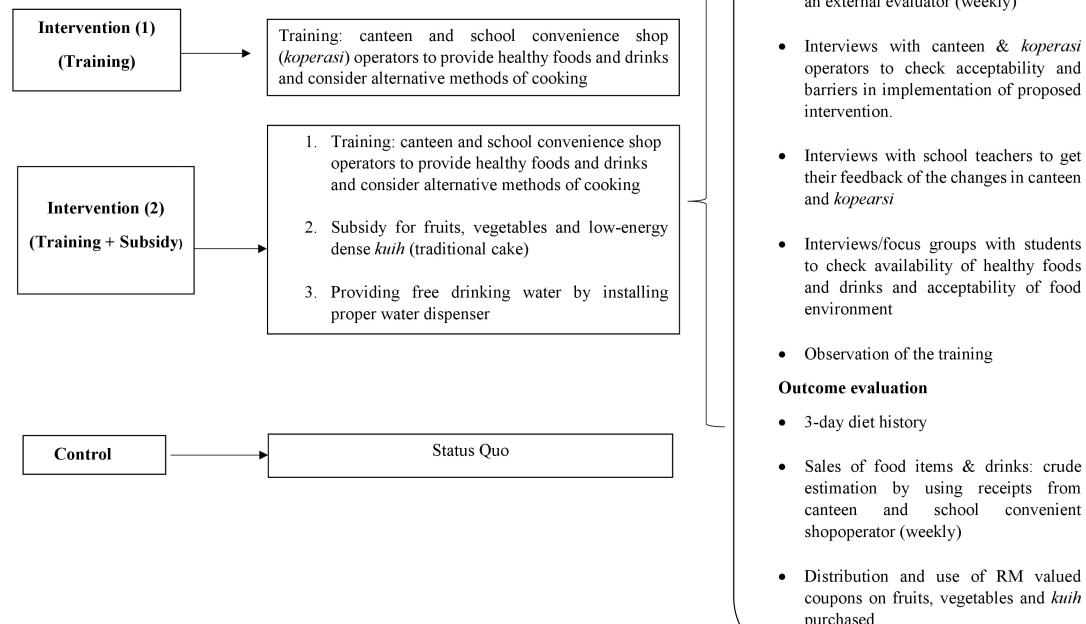 Intervention (1)
(Training)
Training: canteen and school convenience shop
(koperasi) operators to provide healthy foods and drinks
and consider alternative methods of cooking
Intervention (2)
(Training + Subsidy)
1. Training: canteen and school convenience shop
operators to provide healthy foods and drinks
and consider alternative methods of cooking
2. Subsidy for fruits, vegetables and low-energy
dense kuih (traditional cake)
3. Providing free drinking water by installing
proper water dispenser
Control
Status Quo
an external evaluator (weekly)
• Interviews with canteen & koperasi
operators to check acceptability and
barriers in implementation of proposed
intervention.
• Interviews with school teachers to get
their feedback of the changes in canteen
and kopearsi
• Interviews/focus groups with students
to check availability of healthy foods
and drinks and acceptability of food
environment
• Observation of the training
Outcome evaluation
• 3-day diet history
• Sales of food items & drinks: crude
estimation by using receipts from
canteen and school convenient
shopoperator (weekly)
• Distribution and use of RM valued
coupons on fruits, vegetables and kuih
purchased